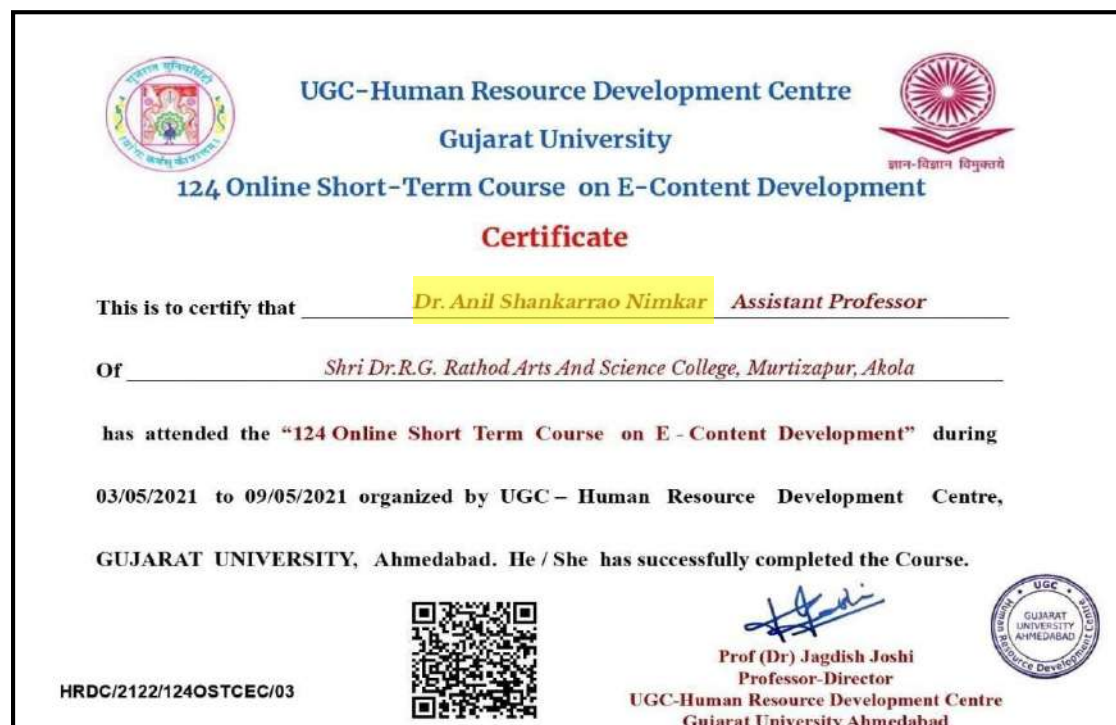 UGC-Human Resource Development Centre
Gujarat University
ज्ञान-विज्ञान विमुक्तये
124 Online Short-Term Course on E-Content Development
Certificate
This is to certify that Dr. Anil Shankarrao Nimkar Assistant Professor
Of Shri Dr.R.G. Rathod Arts And Science College, Murtizapur, Akola
has attended the “124 Online Short Term Course on E - Content Development” during
03/05/2021 to 09/05/2021 organized by UGC – Human Resource Development Centre,
GUJARAT UNIVERSITY, Ahmedabad. He / She has successfully completed the Course.
UGC
Human Resource Development Centre
GUJARAT
UNIVERSITY
AHMEDABAD
Prof (Dr) Jagdish Joshi
Professor-Director
HRDC/2122/124OSTCEC/03
UGC-Human Resource Development Centre
Gujarat University Ahmedabad